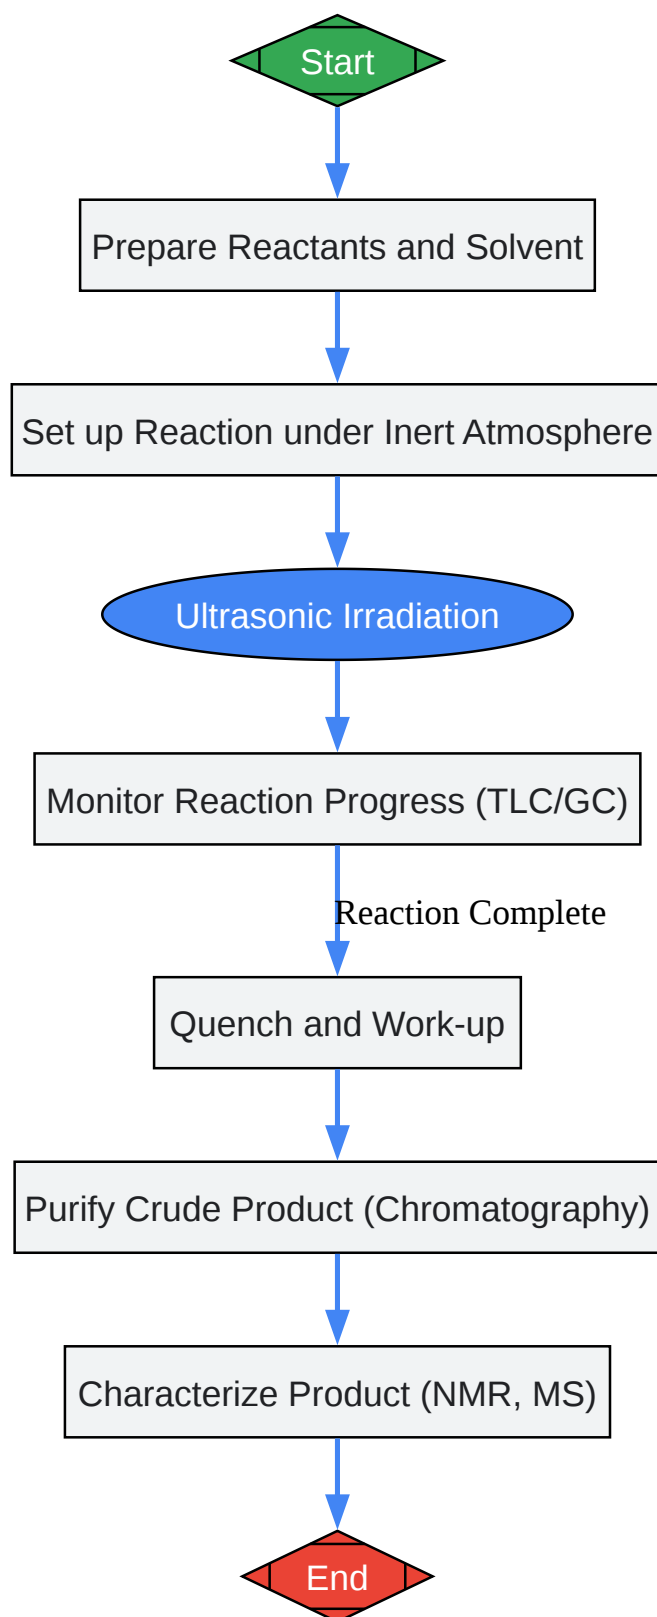 Start
Prepare Reactants and Solvent
Set up Reaction under Inert Atmosphere
Ultrasonic Irradiation
Monitor Reaction Progress (TLC/GC)
Reaction Complete
Quench and Work-up
Purify Crude Product (Chromatography)
Characterize Product (NMR, MS)
End